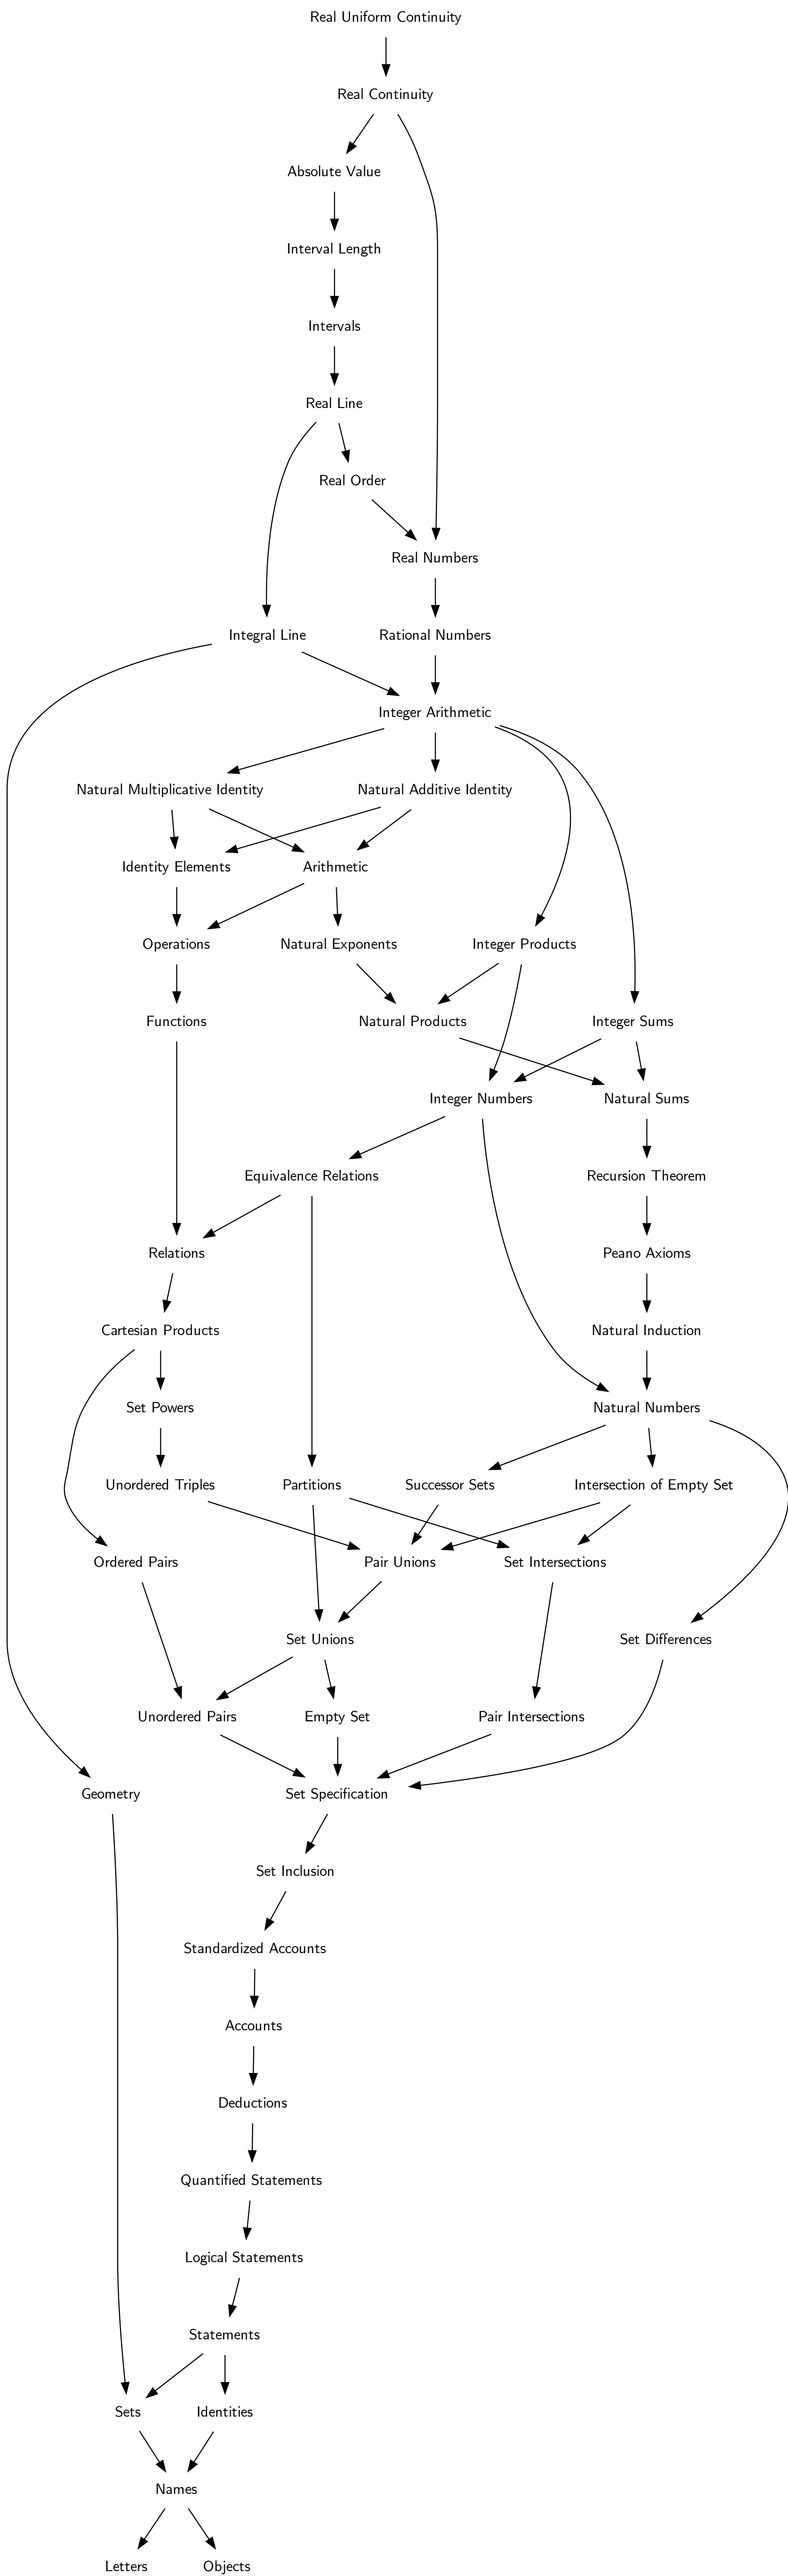 Real Uniform Continuity
Real Continuity
Absolute Value
Interval Length
Intervals
Real Line
Real Order
Real Numbers
Integral Line
Rational Numbers
Integer Arithmetic
Natural Multiplicative Identity
Natural Additive Identity
Identity Elements
Arithmetic
Operations
Natural Exponents
Integer Products
Functions
Natural Products
Integer Sums
Integer Numbers
Natural Sums
Equivalence Relations
Recursion Theorem
Relations
Peano Axioms
Cartesian Products
Natural Induction
Set Powers
Natural Numbers
Unordered Triples
Partitions
Successor Sets
Intersection of Empty Set
Ordered Pairs
Pair Unions
Set Intersections
Set Unions
Set Differences
Unordered Pairs
Empty Set
Pair Intersections
Geometry
Set Specification
Set Inclusion
Standardized Accounts
Accounts
Deductions
Quantified Statements
Logical Statements
Statements
Sets
Identities
Names
Letters
Objects